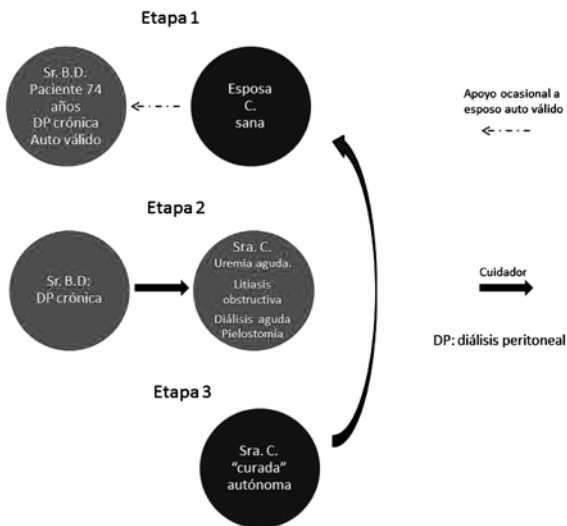 Etapa 1
Sr. B.D.
Paciente 74
años
DP crónica
Auto válido
Esposa
C.
sana
Apoyo ocasional a
esposo auto válido
Etapa 2
Sr. B.D:
DP crónica
Sra. C.
Uremia aguda.
Litiasis
obstructiva
Diálisis aguda
Pielostomía
Cuidador
DP: diálisis peritoneal
Etapa 3
Sra. C.
"curada"
autónoma